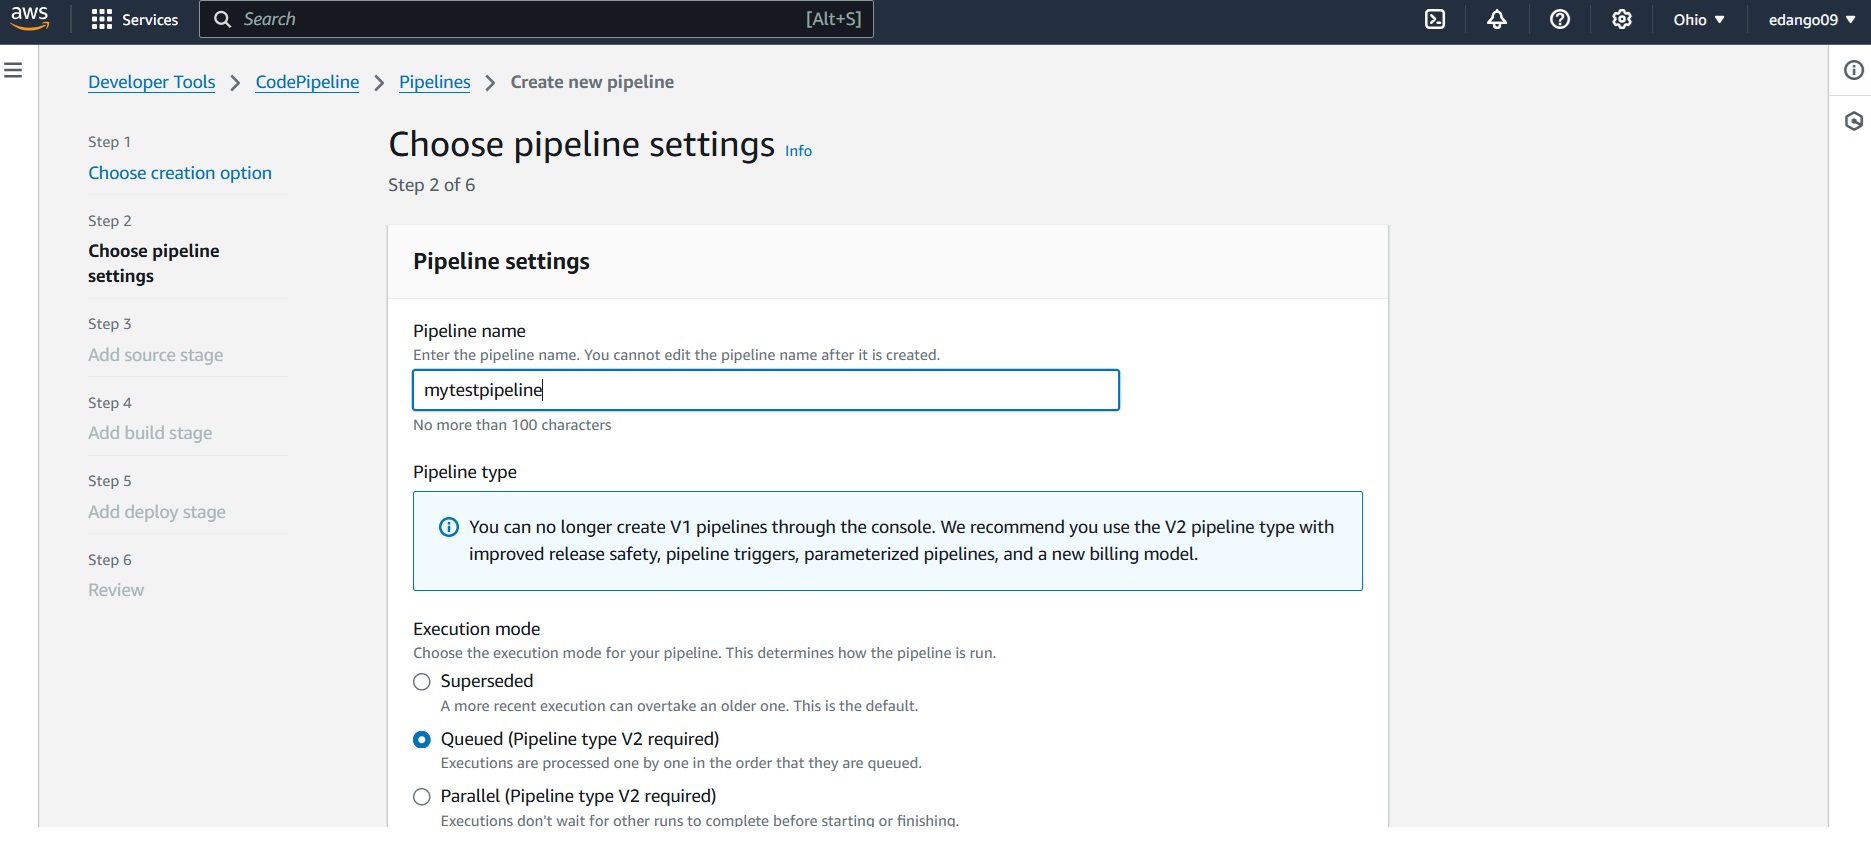 aws
Services
Search
[Alt+S]
Ohio
edango09
Developer Tools
CodePipeline
Pipelines
Create new pipeline
Step 1
Choose creation option
Step 2
Choose pipeline
settings
Step 3
Add source stage
Step 4
Add build stage
Step 5
Add deploy stage
Step 6
Review
Choose pipeline settings Info
Step 2 of 6
Pipeline settings
Pipeline name
Enter the pipeline name. You cannot edit the pipeline name after it is created.
mytestpipeline
No more than 100 characters
Pipeline type
You can no longer create V1 pipelines through the console. We recommend you use the V2 pipeline type with
improved release safety, pipeline triggers, parameterized pipelines, and a new billing model.
Execution mode
Choose the execution mode for your pipeline. This determines how the pipeline is run.
Superseded
A more recent execution can overtake an older one. This is the default.
Queued (Pipeline type V2 required)
Executions are processed one by one in the order that they are queued.
Parallel (Pipeline type V2 required)
Executions don't wait for other runs to complete before starting or finishing.